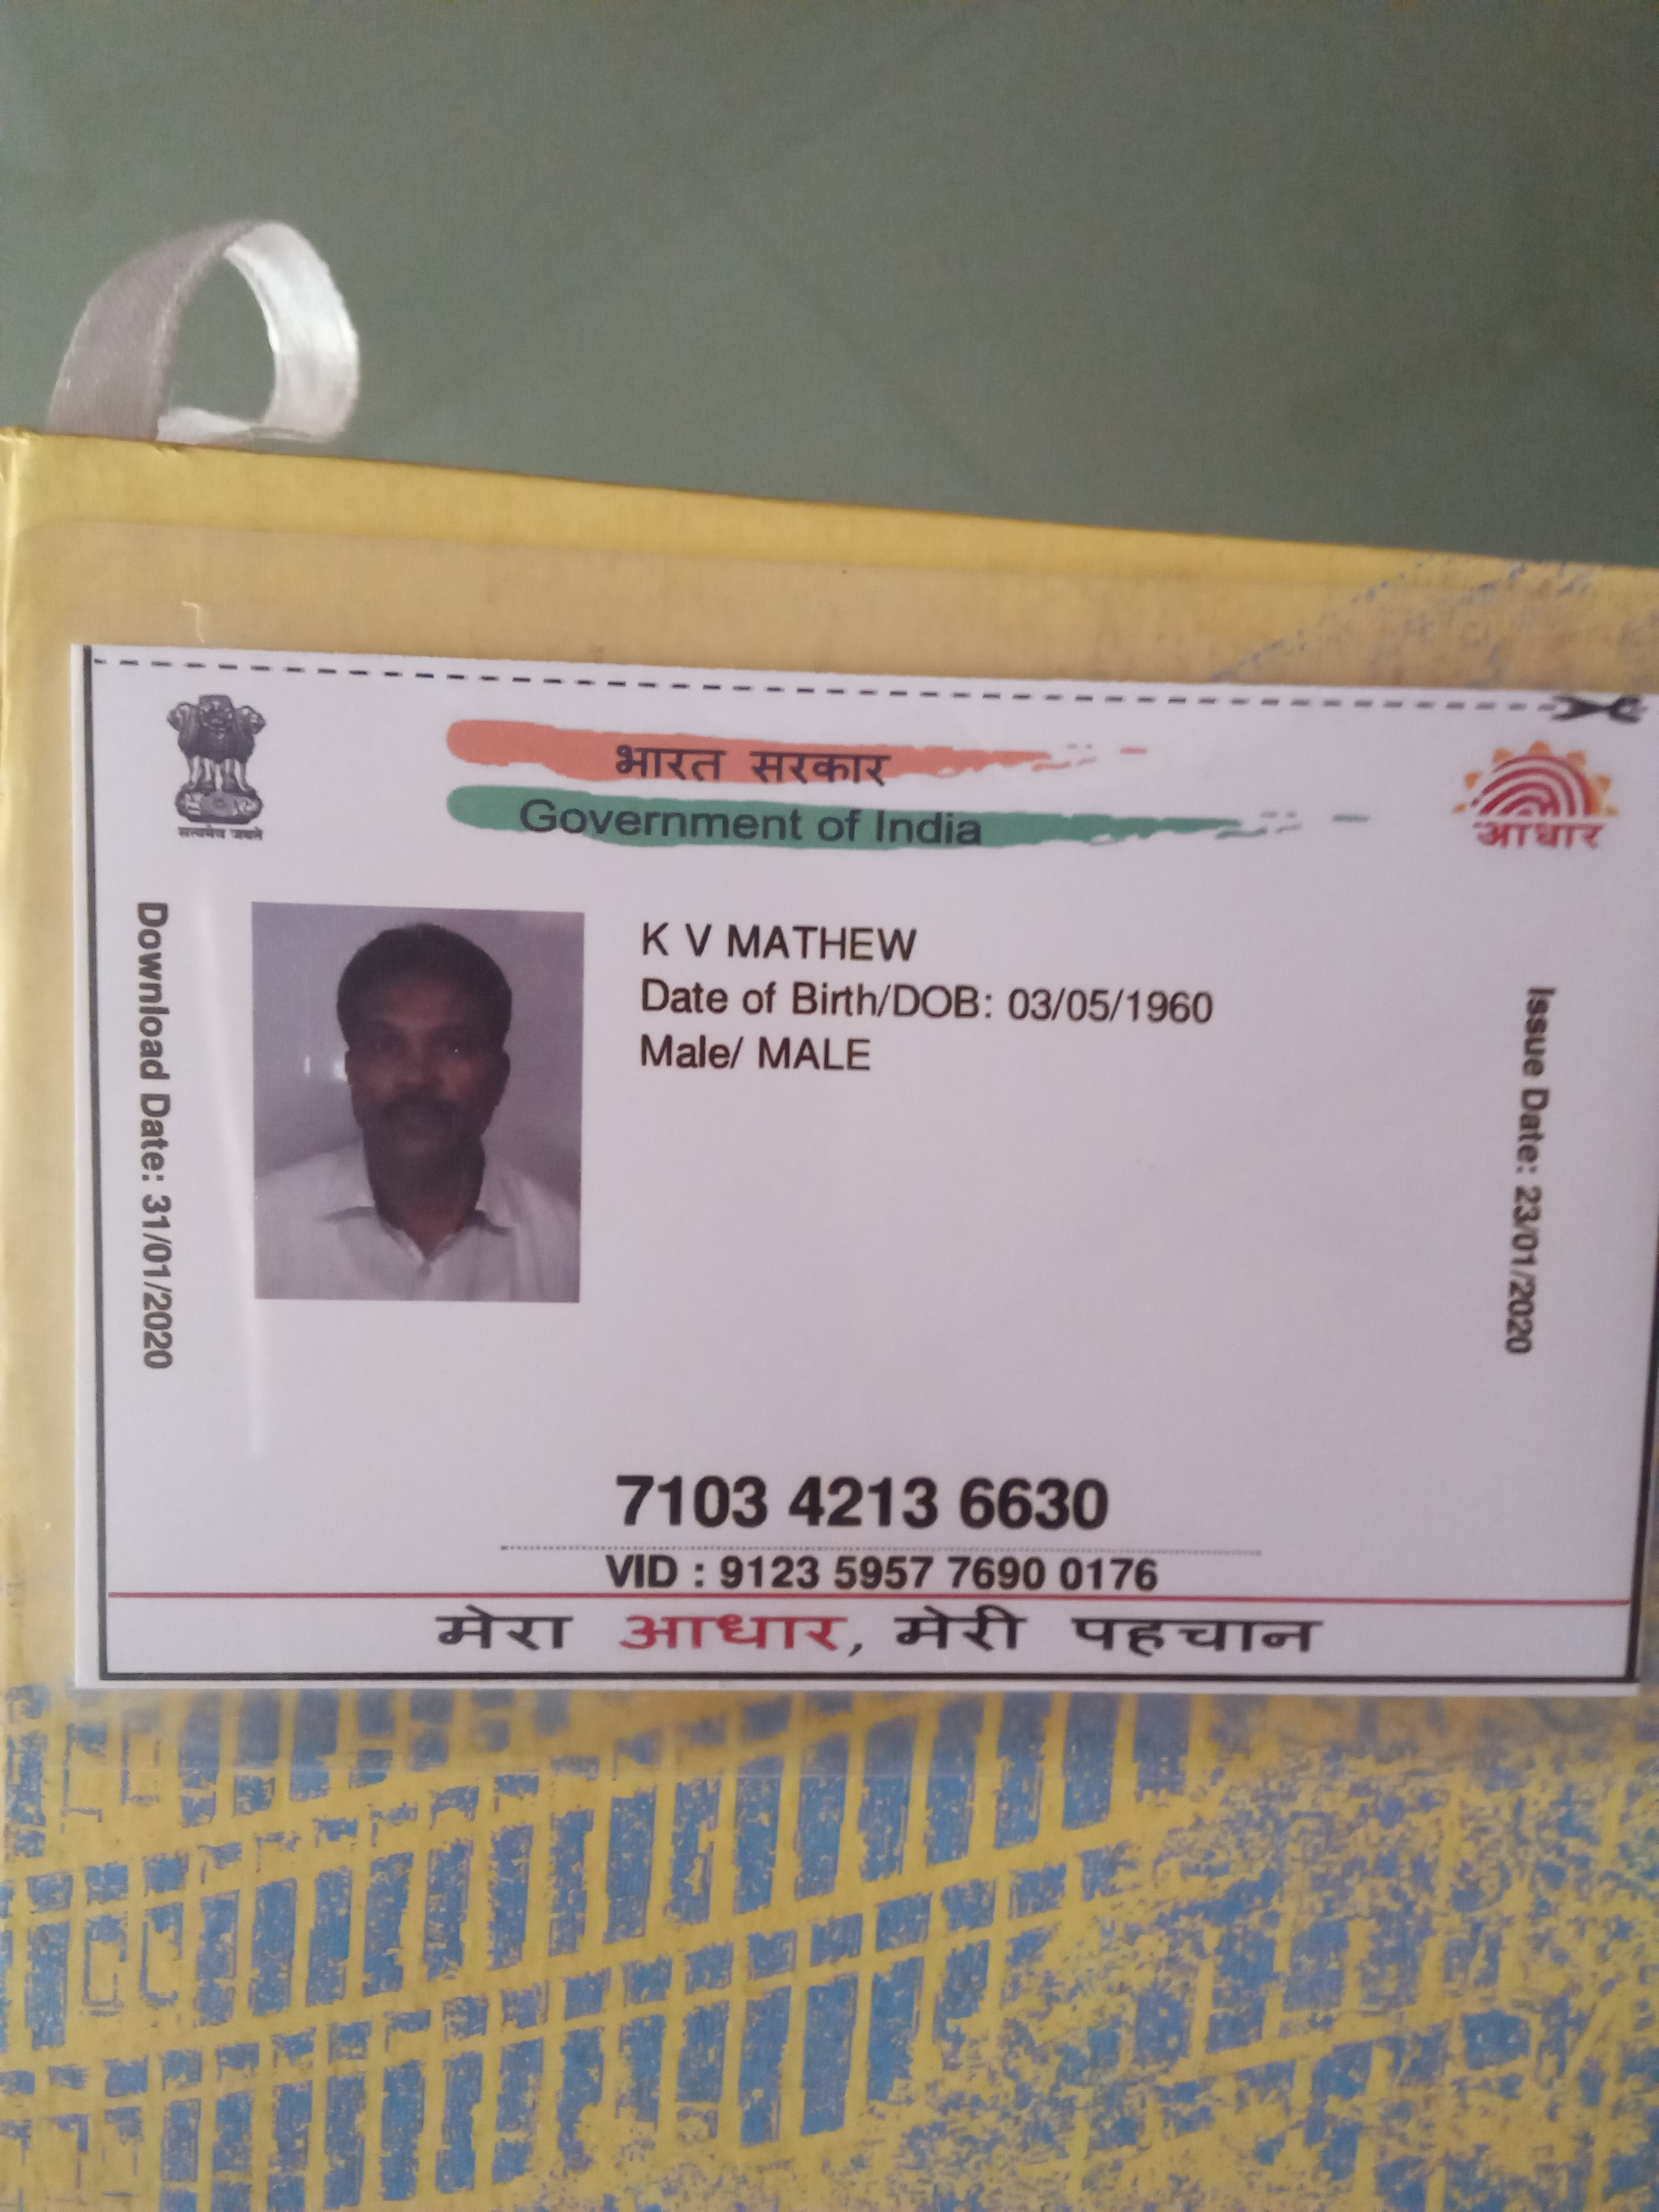 सत्यमेव जयते
भारत सरकार
Government of India
आधार
Download Date: 31/01/2020
K V MATHEW
Date of Birth/DOB: 03/05/1960
Male/ MALE
Issue Date: 23/01/2020
7103 4213 6630
VID : 9123 5957 7690 0176
मेरा आधार, मेरी पहचान